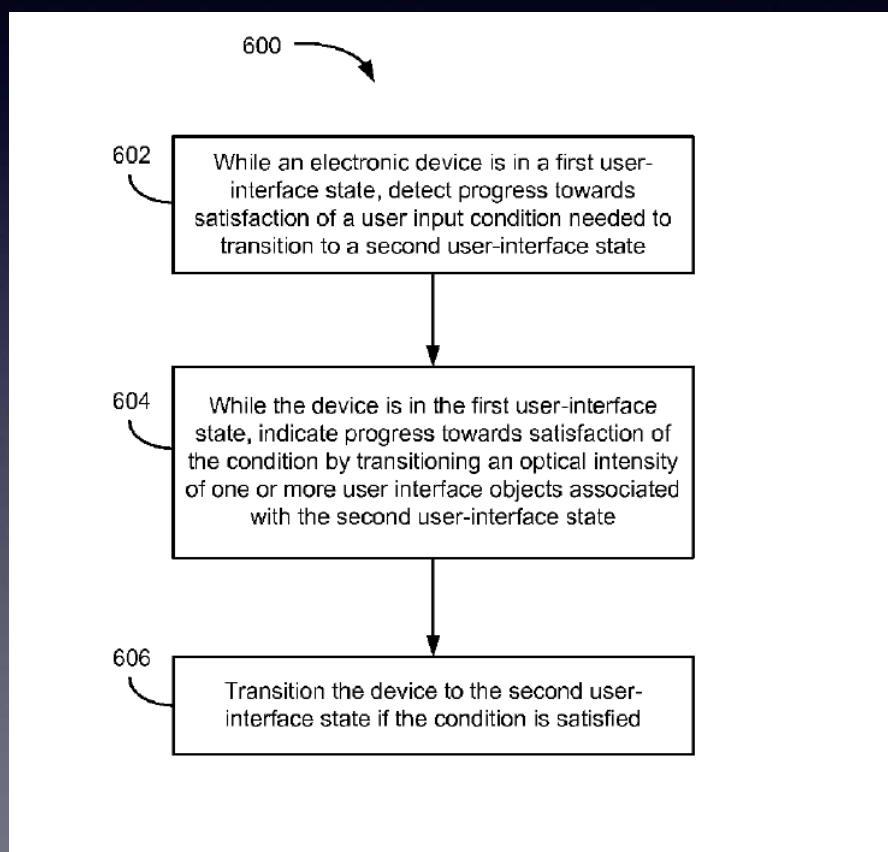 600
602
While an electronic device is in a first user-
interface state, detect progress towards
satisfaction of a user input condition needed to
transition to a second user-interface state
604
While the device is in the first user-interface
state, indicate progress towards satisfaction of
the condition by transitioning an optical intensity
of one or more user interface objects associated
with the second user-interface state
606
Transition the device to the second user-
interface state if the condition is satisfied